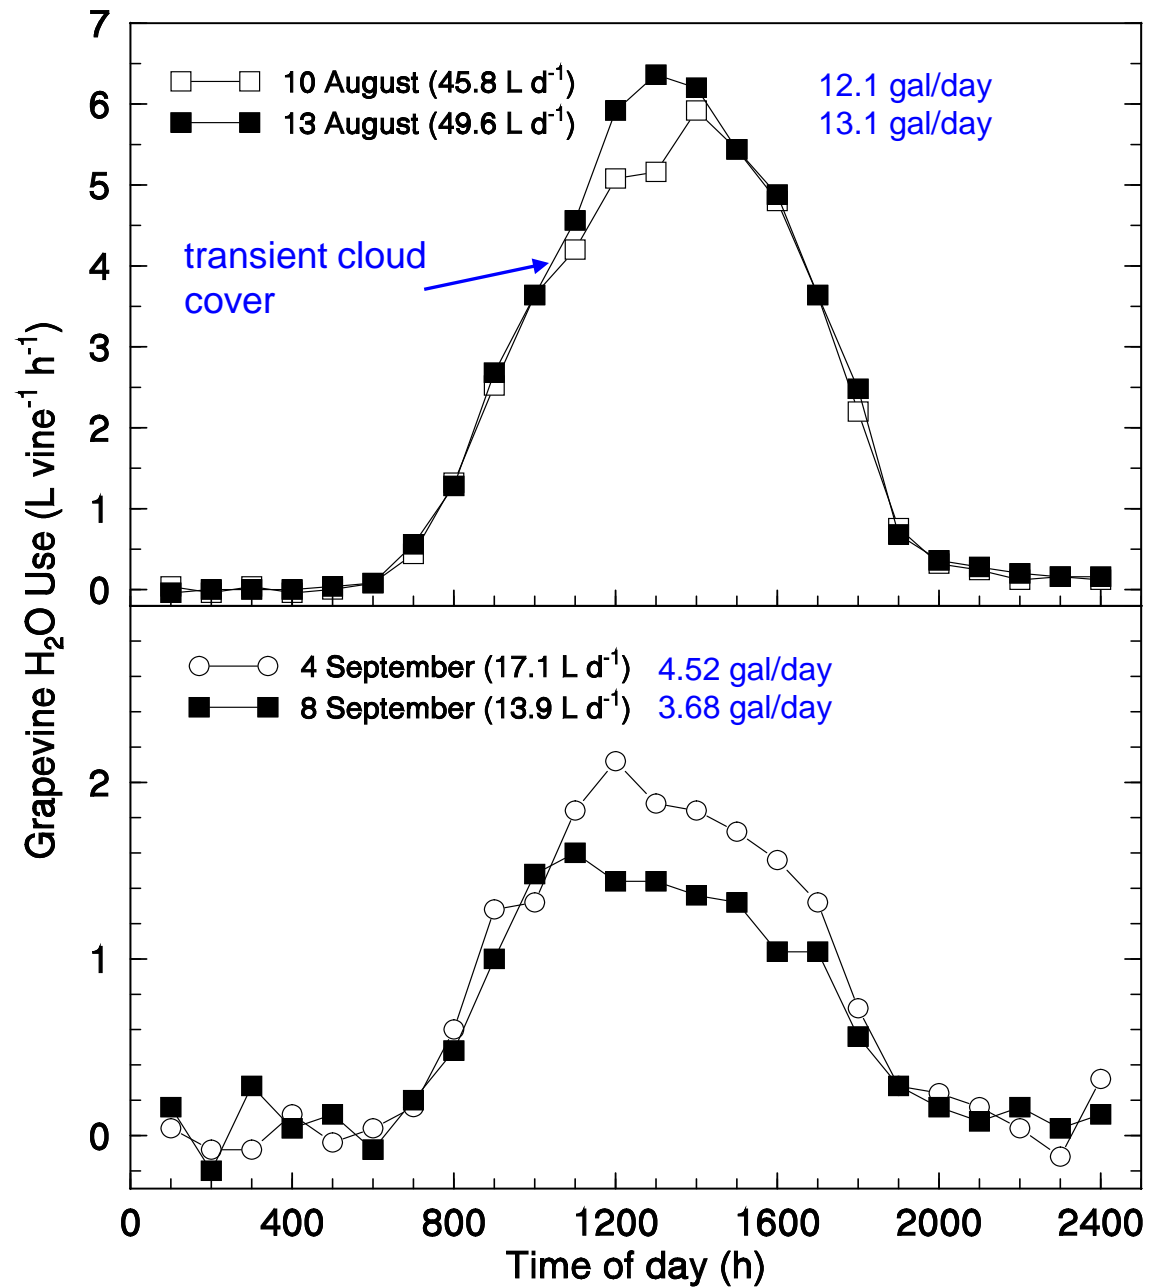 7
6
5
4
3
2
1
0
10 August (45.8 L d⁻¹)
13 August (49.6 L d⁻¹)
12.1 gal/day
13.1 gal/day
transient cloud
cover
Grapevine H₂O Use (L vine⁻¹ h⁻¹)
4 September (17.1 L d⁻¹)
8 September (13.9 L d⁻¹)
4.52 gal/day
3.68 gal/day
2
1
0
0 400 800 1200 1600 2000 2400
Time of day (h)